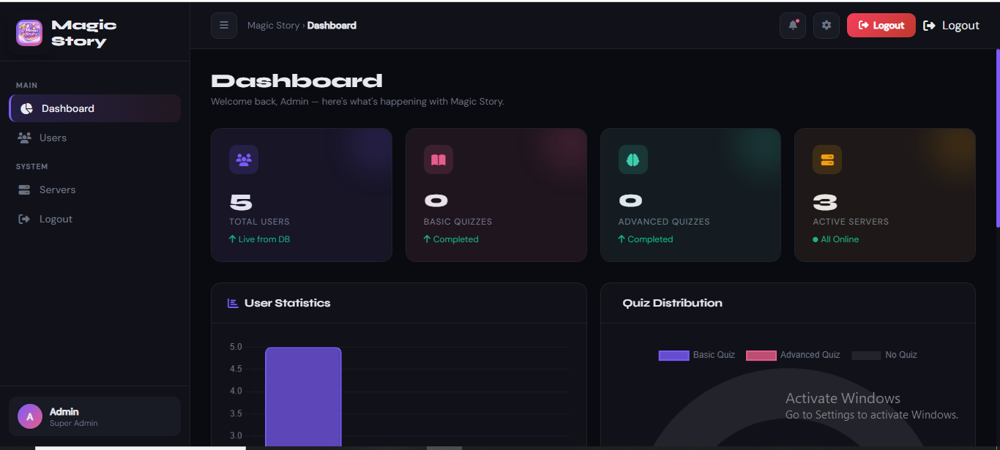 Magic
Story
Magic Story › Dashboard
Logout
Logout
MAIN
Dashboard
Users
SYSTEM
Servers
Logout
Admin
Super Admin
A
Dashboard
Welcome back, Admin — here's what's happening with Magic Story.
5
TOTAL USERS
↑ Live from DB
0
BASIC QUIZZES
↑ Completed
0
ADVANCED QUIZZES
↑ Completed
3
ACTIVE SERVERS
● All Online
User Statistics
5.0
4.5
4.0
3.5
3.0
Quiz Distribution
Basic Quiz
Advanced Quiz
No Quiz
Activate Windows
Go to Settings to activate Windows.